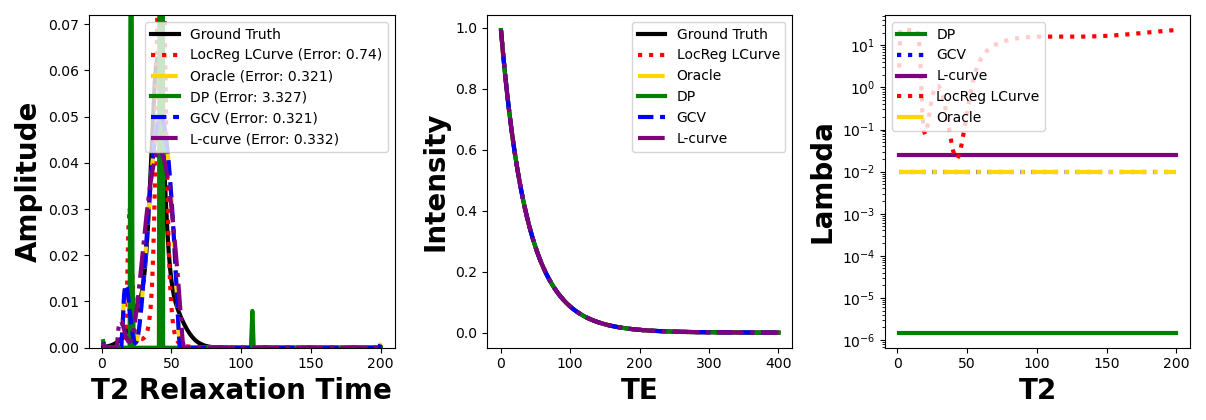 Amplitude
0.07
0.06
0.05
0.04
0.03
0.02
0.01
0.00
0
50
100
150
200
T2 Relaxation Time
Ground Truth
LocReg LCurve (Error: 0.74)
Oracle (Error: 0.321)
DP (Error: 3.327)
GCV (Error: 0.321)
L-curve (Error: 0.332)
Intensity
1.0
0.8
0.6
0.4
0.2
0.0
0
100
200
300
400
TE
Ground Truth
LocReg LCurve
Oracle
DP
GCV
L-curve
Lambda
10^1
10^0
10^-1
10^-2
10^-3
10^-4
10^-5
10^-6
0
50
100
150
200
T2
DP
GCV
L-curve
LocReg LCurve
Oracle